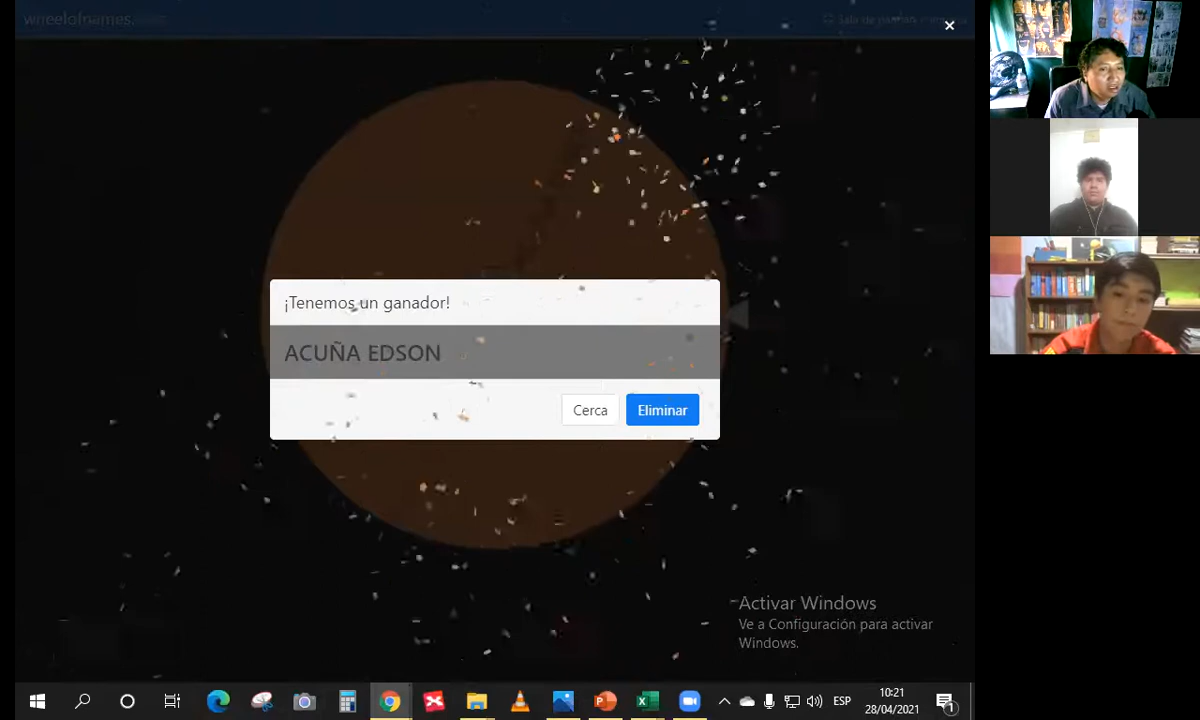 wheelofnames.
¡Tenemos un ganador!
ACUÑA EDSON
Cerca
Eliminar
Activar Windows
Ve a Configuración para activar
Windows.
ESP
10:21
28/04/2021
1